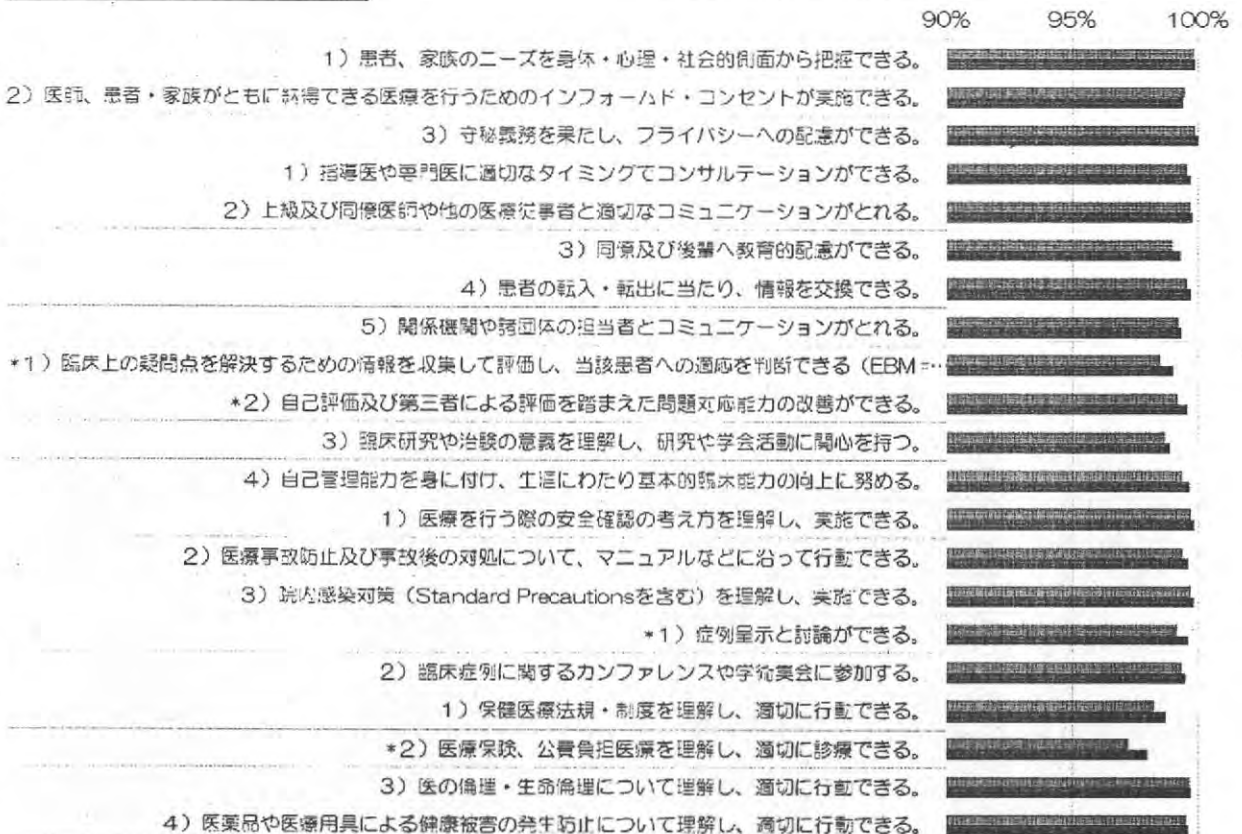 90% 95% 100%
1）患者、家族のニーズを身体・心理・社会的側面から把握できる。
2）医師、患者・家族がともに納得できる医療を行うためのインフォームド・コンセントが実施できる。
3）守秘義務を果たし、プライバシーへの配慮ができる。
1）指導医や専門医に適切なタイミングでコンサルテーションができる。
2）上級及び同僚医師や他の医療従事者と適切なコミュニケーションがとれる。
3）同僚及び後輩へ教育的配慮ができる。
4）患者の転入・転出に当たり、情報を交換できる。
5）関係機関や諸団体の担当者とコミュニケーションがとれる。
*1）臨床上の疑問点を解決するための情報を収集して評価し、当該患者への適応を判断できる（EBM=…
*2）自己評価及び第三者による評価を踏まえた問題対応能力の改善ができる。
3）臨床研究や治験の意義を理解し、研究や学会活動に関心を持つ。
4）自己管理能力を身に付け、生涯にわたり基本的臨床能力の向上に努める。
1）医療を行う際の安全確認の考え方を理解し、実施できる。
2）医療事故防止及び事故後の対処について、マニュアルなどに沿って行動できる。
3）院内感染対策（Standard Precautionsを含む）を理解し、実施できる。
*1）症例呈示と討論ができる。
2）臨床症例に関するカンファレンスや学術集会に参加する。
1）保健医療法規・制度を理解し、適切に行動できる。
*2）医療保険、公費負担医療を理解し、適切に診療できる。
3）医の倫理・生命倫理について理解し、適切に行動できる。
4）医薬品や医療用具による健康被害の発生防止について理解し、適切に行動できる。